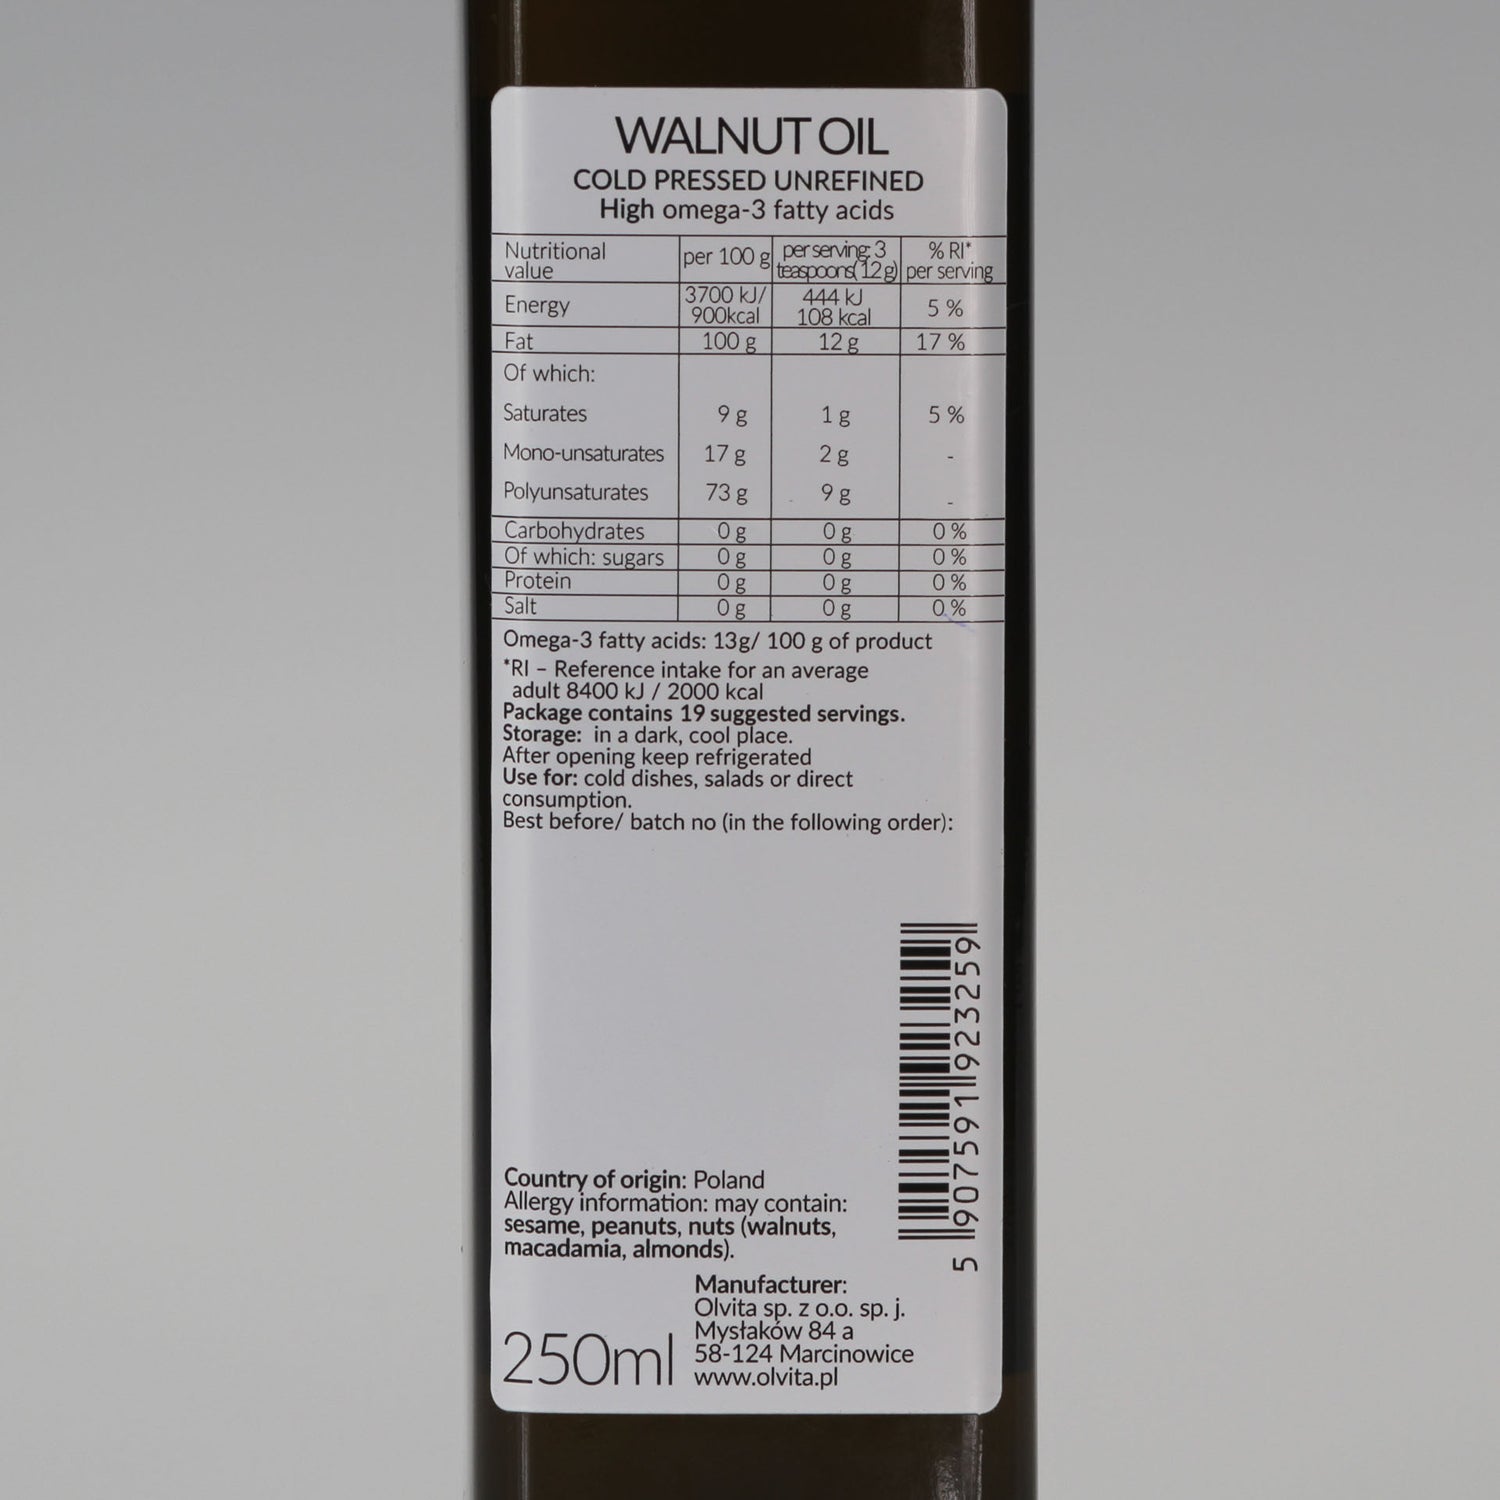 WALNUT OIL
COLD PRESSED UNREFINED
High omega-3 fatty acids
Nutritional value per 100 g per serving: 3 teaspoons( 12g) % RI* per serving
Energy 3700 kJ/ 900kcal 444 kJ 108 kcal 5 %
Fat 100 g 12 g 17 %
Of which:
Saturates 9 g 1 g 5 %
Mono-unsaturates 17 g 2 g -
Polyunsaturates 73 g 9 g -
Carbohydrates 0 g 0 g 0 %
Of which: sugars 0 g 0 g 0 %
Protein 0 g 0 g 0 %
Salt 0 g 0 g 0 %
Omega-3 fatty acids: 13g/ 100 g of product
*RI – Reference intake for an average
adult 8400 kJ / 2000 kcal
Package contains 19 suggested servings.
Storage: in a dark, cool place.
After opening keep refrigerated
Use for: cold dishes, salads or direct
consumption.
Best before/ batch no (in the following order):
5 907591 923259
Country of origin: Poland
Allergy information: may contain:
sesame, peanuts, nuts (walnuts,
macadamia, almonds).
Manufacturer:
Olvita sp. z o.o. sp. j.
Mysłaków 84 a
58-124 Marcinowice
www.olvita.pl
250ml